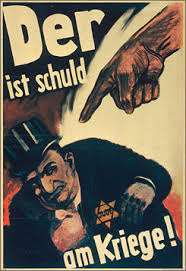 Der
ist schuld
am Kriege!